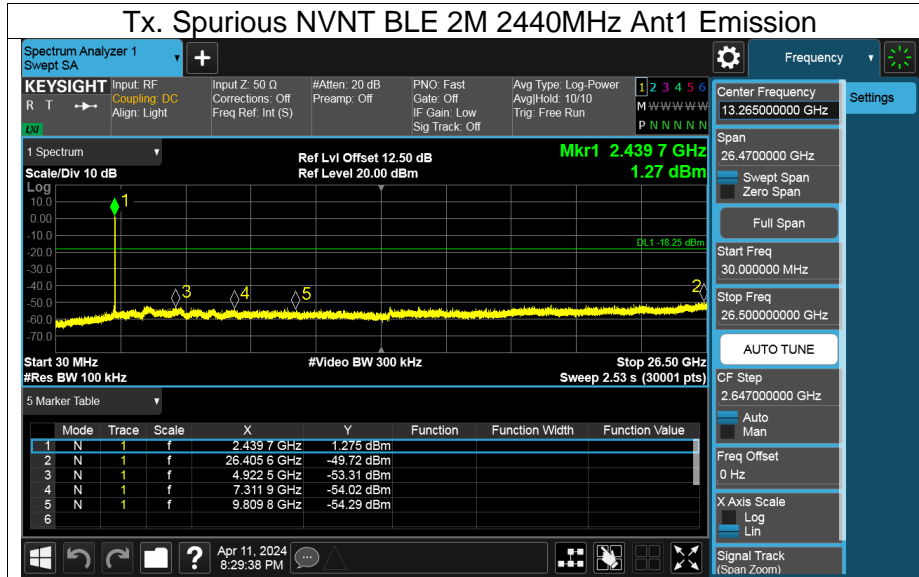 Tx. Spurious NVNT BLE 2M 2440MHz Ant1 Emission
Spectrum Analyzer 1
Swept SA
+
Frequency
KEYSIGHT
R T
LXI
Input: RF
Coupling: DC
Align: Light
Input Z: 50 Ω
Corrections: Off
Freq Ref: Int (S)
#Atten: 20 dB
Preamp: Off
PNO: Fast
Gate: Off
IF Gain: Low
Sig Track: Off
Avg Type: Log-Power
Avg|Hold: 10/10
Trig: Free Run
1 2 3 4 5 6
M W W W W W
P N N N N N
Center Frequency
13.265000000 GHz
Settings
Span
26.4700000 GHz
Swept Span
Zero Span
Full Span
Start Freq
30.000000 MHz
Stop Freq
26.500000000 GHz
AUTO TUNE
CF Step
2.647000000 GHz
Auto
Man
Freq Offset
0 Hz
X Axis Scale
Log
Lin
Signal Track
(Span Zoom)
1 Spectrum
Scale/Div 10 dB
Ref Lvl Offset 12.50 dB
Ref Level 20.00 dBm
Mkr1 2.439 7 GHz
1.27 dBm
Log
10.0
0.00
-10.0
-20.0
-30.0
-40.0
-50.0
-60.0
-70.0
1
3
4
5
2
DL1 -18.25 dBm
Start 30 MHz
#Res BW 100 kHz
#Video BW 300 kHz
Stop 26.50 GHz
Sweep 2.53 s (30001 pts)
5 Marker Table
Mode Trace Scale X Y Function Function Width Function Value
1 N 1 f 2.439 7 GHz 1.275 dBm
2 N 1 f 26.405 6 GHz -49.72 dBm
3 N 1 f 4.922 5 GHz -53.31 dBm
4 N 1 f 7.311 9 GHz -54.02 dBm
5 N 1 f 9.809 8 GHz -54.29 dBm
6
?
Apr 11, 2024
8:29:38 PM